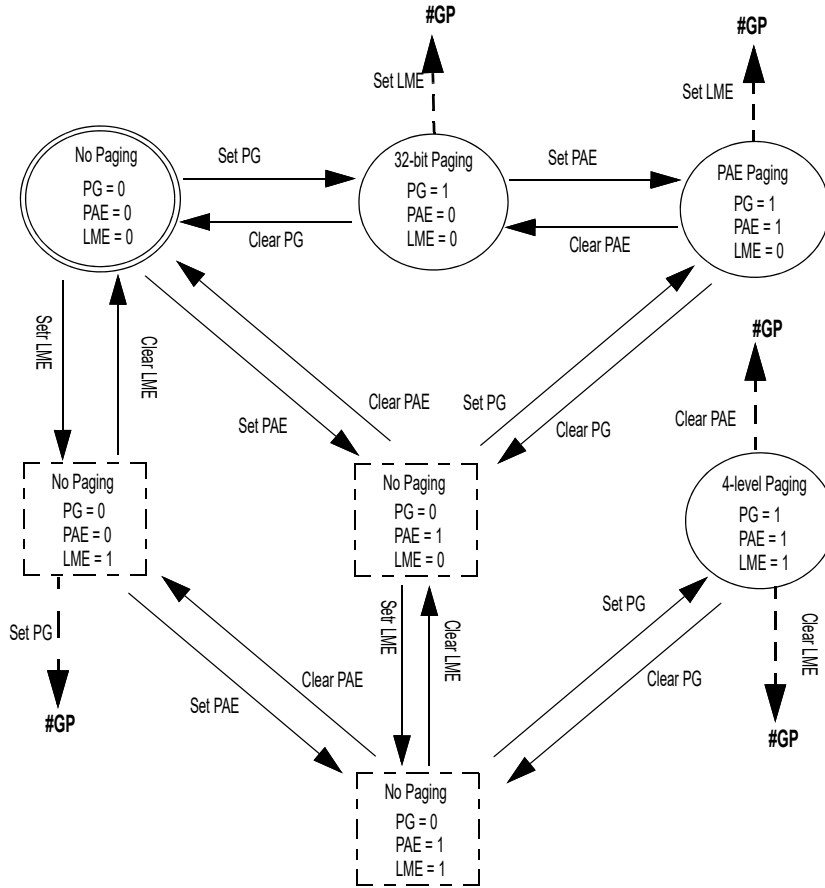 #GP
#GP
Set LME
Set LME
No Paging
PG = 0
PAE = 0
LME = 0
Set PG
Clear PG
32-bit Paging
PG = 1
PAE = 0
LME = 0
Set PAE
Clear PAE
PAE Paging
PG = 1
PAE = 1
LME = 0
Setr LME
Clear LME
Set PAE
Clear PAE
Set PG
Clear PG
#GP
Clear PAE
No Paging
PG = 0
PAE = 0
LME = 1
No Paging
PG = 0
PAE = 1
LME = 0
4-level Paging
PG = 1
PAE = 1
LME = 1
Set PG
#GP
Set PAE
Clear PAE
Setr LME
Clear LME
Set PG
Clear PG
Clear LME
#GP
No Paging
PG = 0
PAE = 1
LME = 1